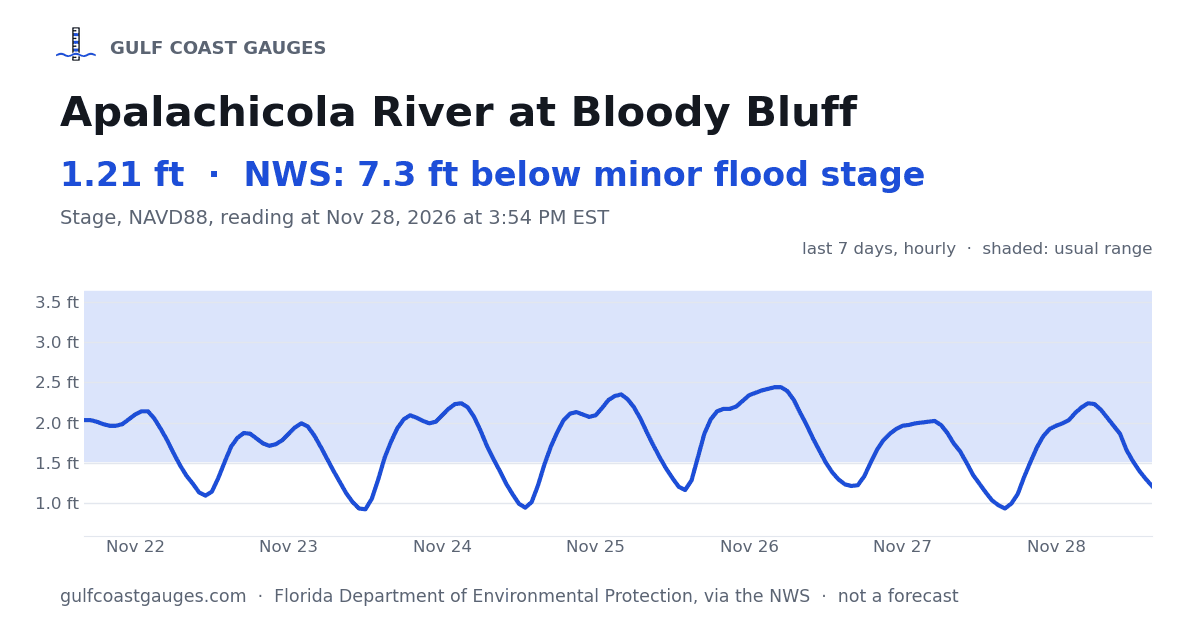 GULF COAST GAUGES
Apalachicola River at Bloody Bluff
1.21 ft · NWS: 7.3 ft below minor flood stage
Stage, NAVD88, reading at Nov 28, 2026 at 3:54 PM EST
last 7 days, hourly · shaded: usual range
3.5 ft
3.0 ft
2.5 ft
2.0 ft
1.5 ft
1.0 ft
Nov 22 Nov 23 Nov 24 Nov 25 Nov 26 Nov 27 Nov 28
gulfcoastgauges.com · Florida Department of Environmental Protection, via the NWS · not a forecast